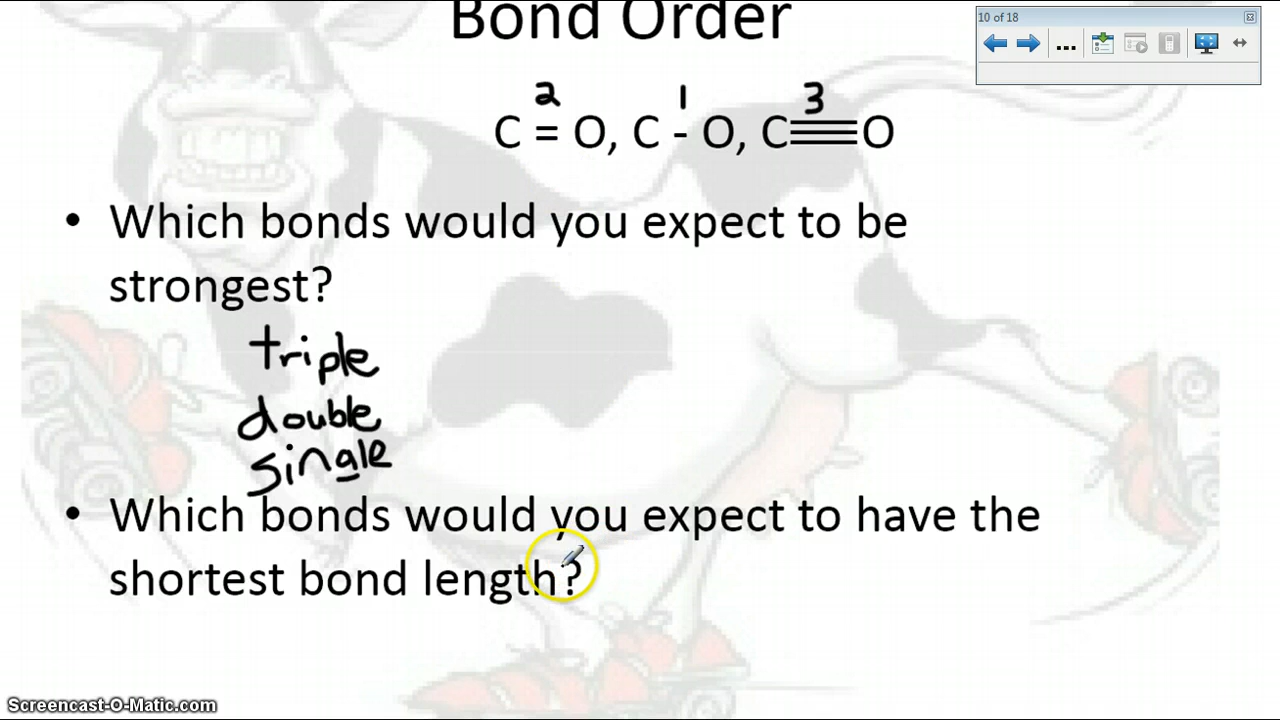 Bond Order
10 of 18
2 1 3
C = O, C - O, C≡O
• Which bonds would you expect to be
strongest?
triple
double
single
• Which bonds would you expect to have the
shortest bond length?
Screencast-O-Matic.com